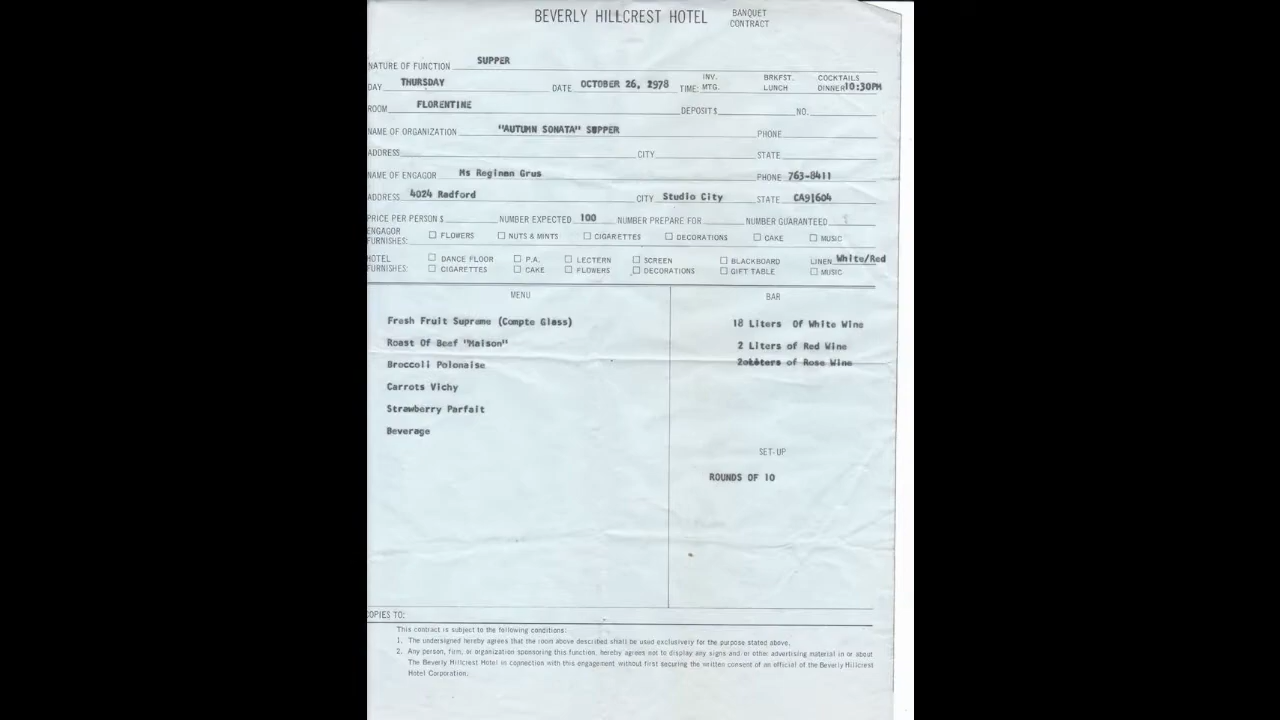 BEVERLY HILLCREST HOTEL BANQUET CONTRACT
NATURE OF FUNCTION SUPPER
DAY THURSDAY DATE OCTOBER 26, 1978 TIME: INV. MTG. BRKFST. LUNCH COCKTAILS DINNER 10:30PM
ROOM FLORENTINE DEPOSIT $ NO.
NAME OF ORGANIZATION "AUTUMN SONATA" SUPPER PHONE
ADDRESS CITY STATE
NAME OF ENGAGOR Ms Reginan Grus PHONE 763-8411
ADDRESS 4024 Radford CITY Studio City STATE CA91604
PRICE PER PERSON $ NUMBER EXPECTED 100 NUMBER PREPARE FOR NUMBER GUARANTEED
ENGAGOR FURNISHES: FLOWERS NUTS & MINTS CIGARETTES DECORATIONS CAKE MUSIC
HOTEL FURNISHES: DANCE FLOOR P.A. LECTERN SCREEN BLACKBOARD LINEN White/Red
CIGARETTES CAKE FLOWERS DECORATIONS GIFT TABLE MUSIC
MENU
Fresh Fruit Supreme (Compte Glass)
Roast Of Beef "Maison"
Broccoli Polonaise
Carrots Vichy
Strawberry Parfait
Beverage
BAR
18 Liters Of White Wine
2 Liters of Red Wine
of Rose Wine
SET-UP
ROUNDS OF 10
COPIES TO:
This contract is subject to the following conditions:
1. The undersigned hereby agrees that the room above described shall be used exclusively for the purpose stated above.
2. Any person, firm, or organization sponsoring this function, hereby agrees not to display any signs and/or other advertising material in or about
The Beverly Hillcrest Hotel in connection with this engagement without first securing the written consent of an official of the Beverly Hillcrest
Hotel Corporation.